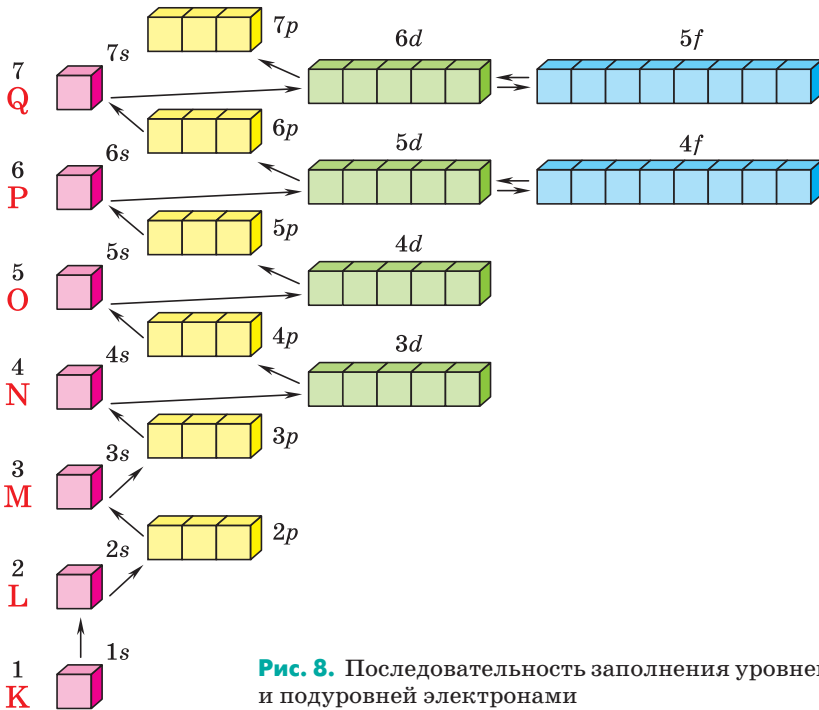 7p
6d
5f
7
7s
Q
6p
5d
4f
6
6s
P
5p
4d
5
5s
O
4p
3d
4
4s
N
3p
3
3s
M
2p
2
2s
L
1
1s
K
Рис. 8. Последовательность заполнения уровней
и подуровней электронами